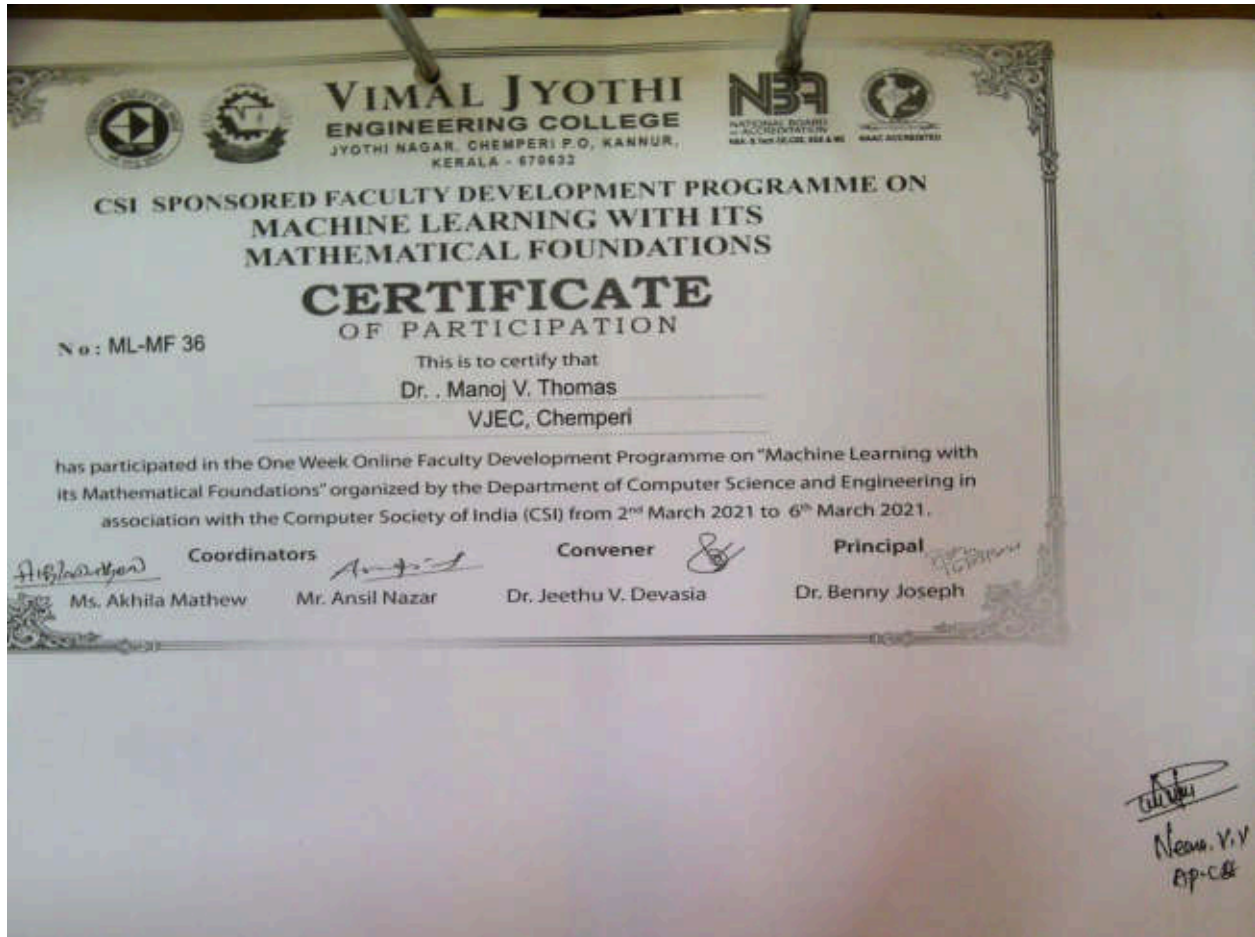 VIMAL JYOTHI
ENGINEERING COLLEGE
JYOTHI NAGAR, CHEMPERI P.O, KANNUR,
KERALA - 670632
NBA
NATIONAL BOARD
of ACCREDITATION
NAAC ACCREDITED
CSI SPONSORED FACULTY DEVELOPMENT PROGRAMME ON
MACHINE LEARNING WITH ITS
MATHEMATICAL FOUNDATIONS
CERTIFICATE
OF PARTICIPATION
No: ML-MF 36
This is to certify that
Dr. . Manoj V. Thomas
VJEC, Chemperi
has participated in the One Week Online Faculty Development Programme on "Machine Learning with
its Mathematical Foundations" organized by the Department of Computer Science and Engineering in
association with the Computer Society of India (CSI) from 2nd March 2021 to 6th March 2021.
Coordinators Convener Principal
Ms. Akhila Mathew Mr. Ansil Nazar Dr. Jeethu V. Devasia Dr. Benny Joseph
V.V
AP-CSE